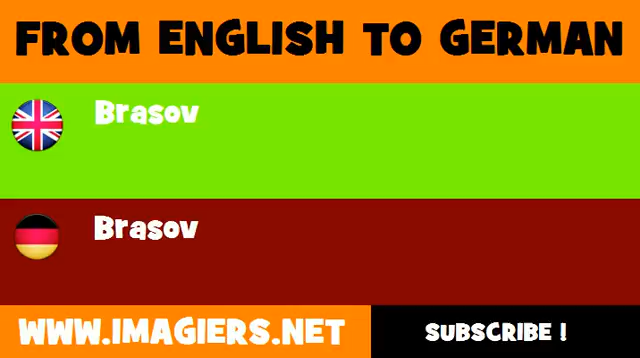 FROM ENGLISH TO GERMAN
Brasov
Brasov
WWW.IMAGIERS.NET
SUBSCRIBE !